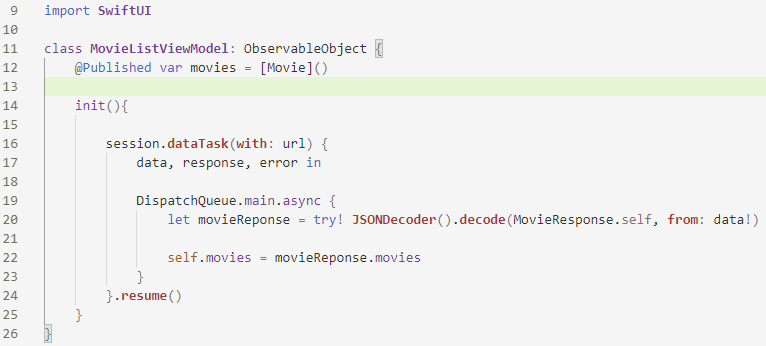 9 import SwiftUI
10
11 class MovieListViewModel: ObservableObject {
12     @Published var movies = [Movie]()
13
14     init(){
15
16         session.dataTask(with: url) {
17             data, response, error in
18
19             DispatchQueue.main.async {
20                 let movieReponse = try! JSONDecoder().decode(MovieResponse.self, from: data!)
21
22                 self.movies = movieReponse.movies
23             }
24         }.resume()
25     }
26 }